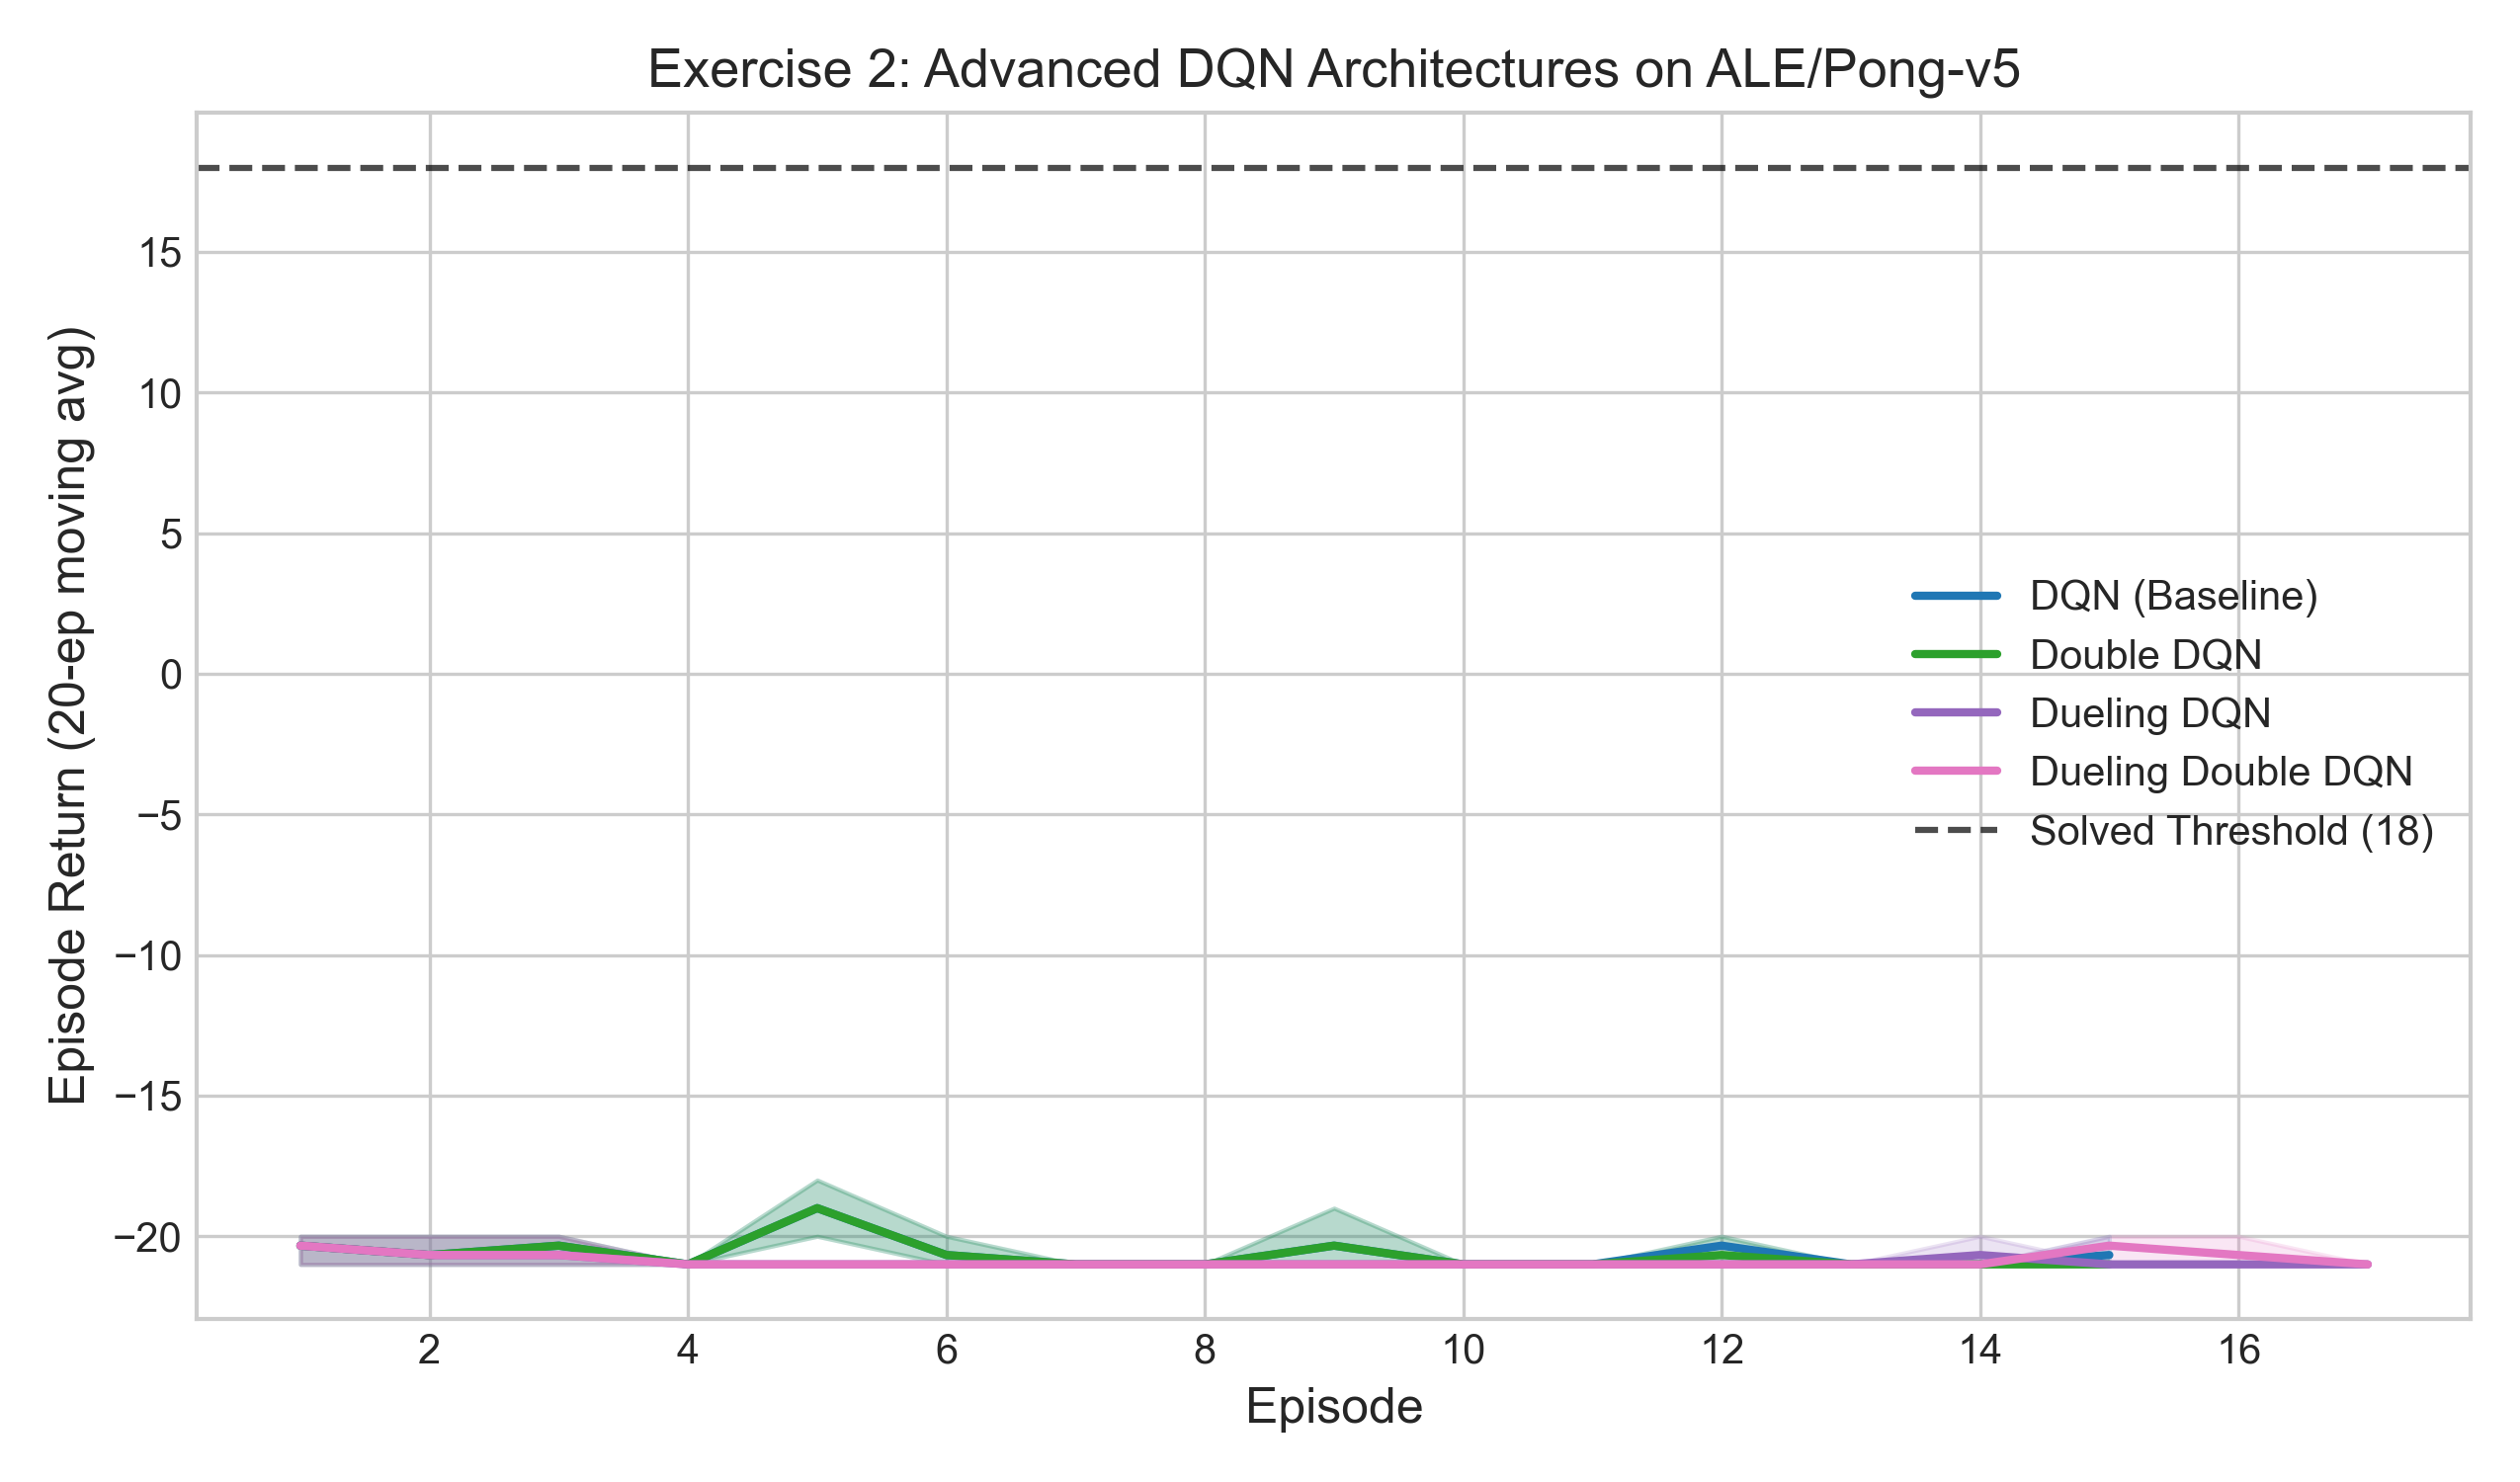 Exercise 2: Advanced DQN Architectures on ALE/Pong-v5
Episode Return (20-ep moving avg)
15
10
5
0
−5
−10
−15
−20
DQN (Baseline)
Double DQN
Dueling DQN
Dueling Double DQN
Solved Threshold (18)
2 4 6 8 10 12 14 16
Episode